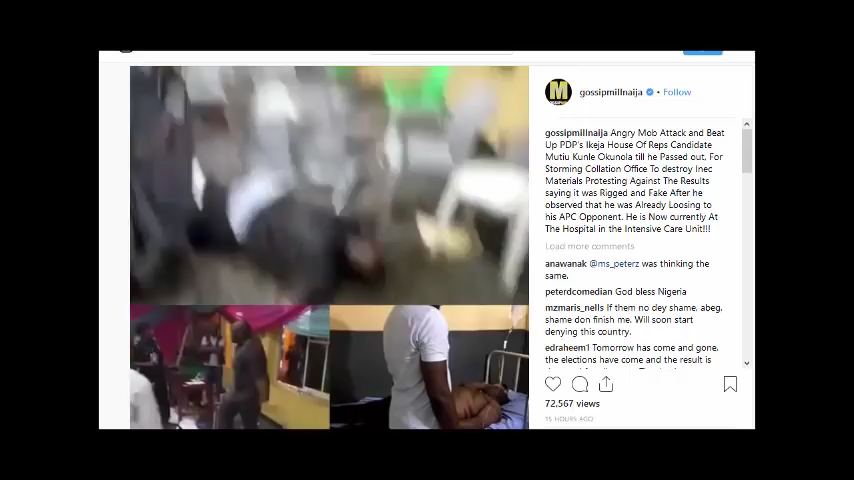 M
gossipmillnaija • Follow
gossipmillnaija Angry Mob Attack and Beat
Up PDP's Ikeja House Of Reps Candidate
Mutiu Kunle Okunola till he Passed out, For
Storming Collation Office To destroy Inec
Materials Protesting Against The Results
saying it was Rigged and Fake After he
observed that he was Already Loosing to
his APC Opponent. He is Now currently At
The Hospital in the Intensive Care Unit!!!
Load more comments
anawanak @ms_peterz was thinking the
same.
peterdcomedian God bless Nigeria
mzmaris_nells If them no dey shame, abeg,
shame don finish me. Will soon start
denying this country.
edraheem1 Tomorrow has come and gone,
the elections have come and the result is
72,567 views
15 HOURS AGO